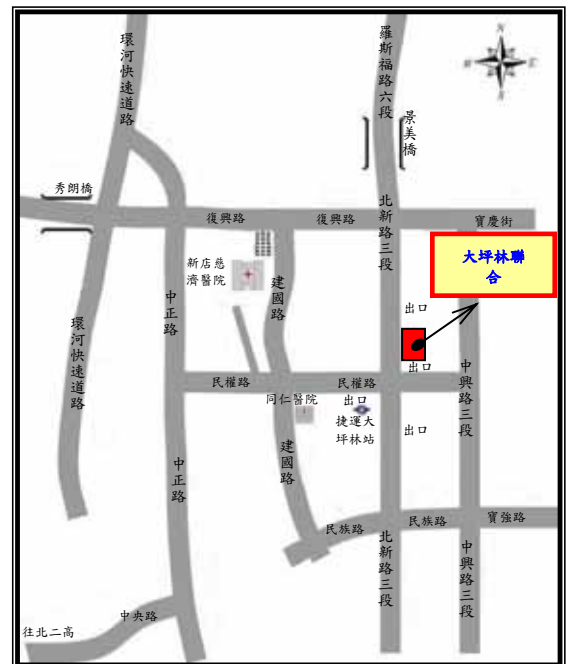 環河快速道路
羅斯福路六段
景美橋
N
W
E
S
秀朗橋
復興路
復興路
北新路三段
寶慶街
大坪林聯
合
新店慈
濟醫院
建國路
中正路
出口
環河快速道路
出口
中興路三段
民權路
民權路
同仁醫院
出口
捷運大
坪林站
出口
建國路
中正路
民族路
民族路
寶強路
北新路三段
中興路三段
中央路
往北二高